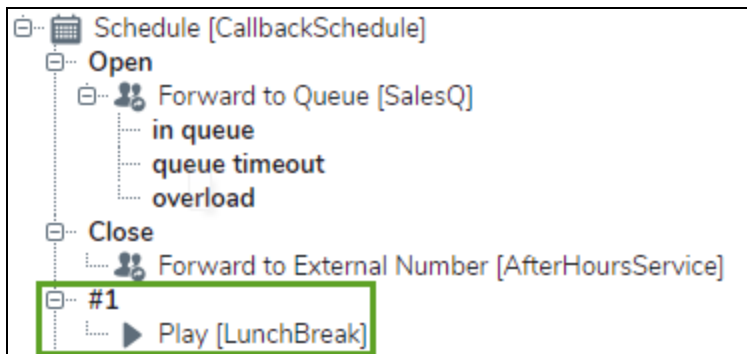 Schedule [CallbackSchedule]
Open
Forward to Queue [SalesQ]
in queue
queue timeout
overload
Close
Forward to External Number [AfterHoursService]
#1
Play [LunchBreak]